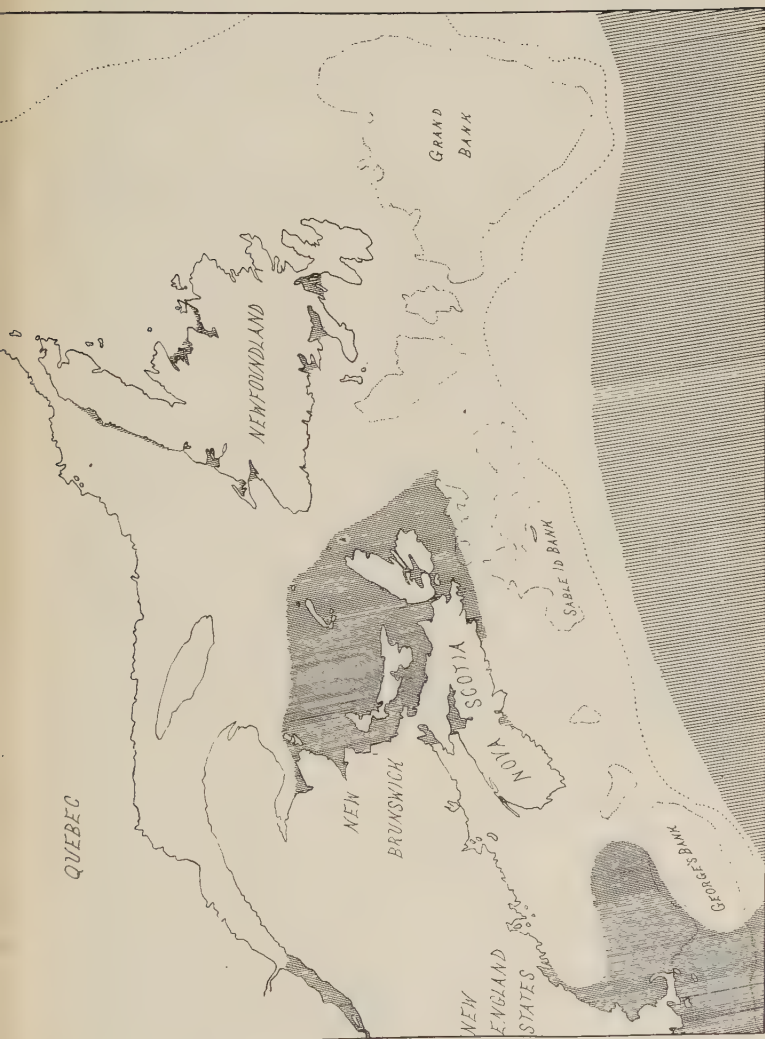 QUEBEC
NEWFOUNDLAND
GRAND
BANK
NEW
BRUNSWICK
NOVA
SCOTIA
SABLE ID BANK
NEW
ENGLAND
STATES
GEORGES BANK